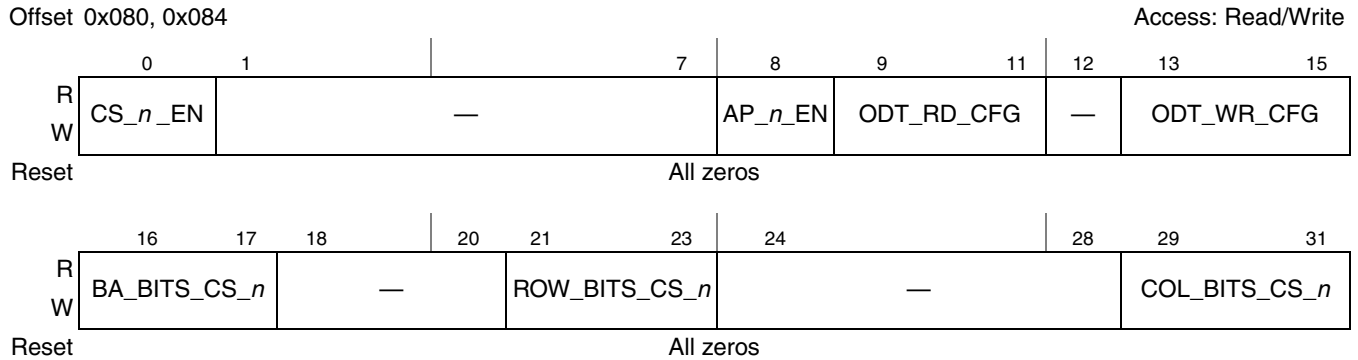 Offset 0x080, 0x084 Access: Read/Write
0 1 7 8 9 11 12 13 15
R
W
CS_n_EN — AP_n_EN ODT_RD_CFG — ODT_WR_CFG
Reset All zeros
16 17 18 20 21 23 24 28 29 31
R
W
BA_BITS_CS_n — ROW_BITS_CS_n — COL_BITS_CS_n
Reset All zeros